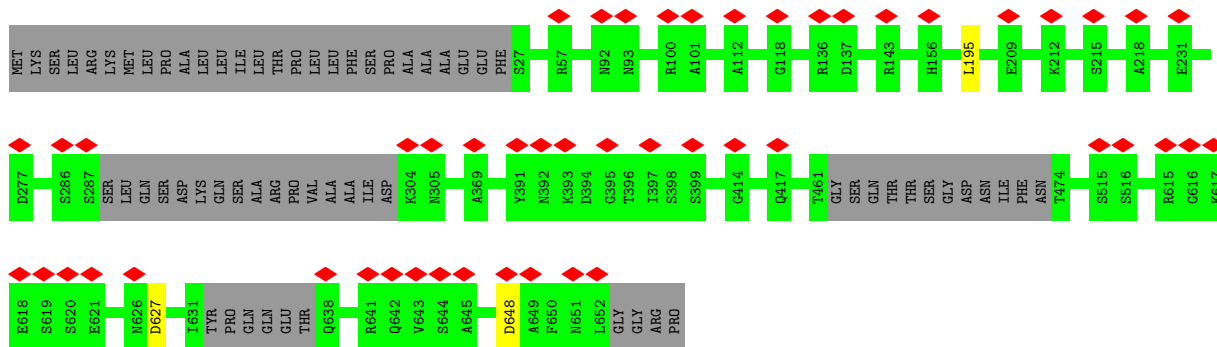 MET LYS SER LEU ARG LYS MET LEU PRO ALA LEU LEU ILE LEU THR PRO LEU LEU PHE SER PRO ALA ALA ALA GLU GLU PHE S27 R57 N92 N93 R100 A101 A112 G118 R136 D137 R143 H156 L195 E209 K212 S215 A218 E231
D277 S286 S287 SER LEU GLN SER ASP LYS GLN SER ALA ARG PRO VAL ALA ALA ILE ASP K304 N305 A369 Y391 N392 K393 D394 G395 T396 I397 S398 S399 G414 Q417 T461 GLY SER GLN THR THR SER GLY ASP ASN ILE PHE ASN T474 S515 S516 R615 G616 K617
E618 S619 S620 E621 N626 D627 I631 TYR PRO GLN GLN GLU THR Q638 R641 Q642 V643 S644 A645 D648 A649 F650 N651 L652 GLY GLY ARG PRO